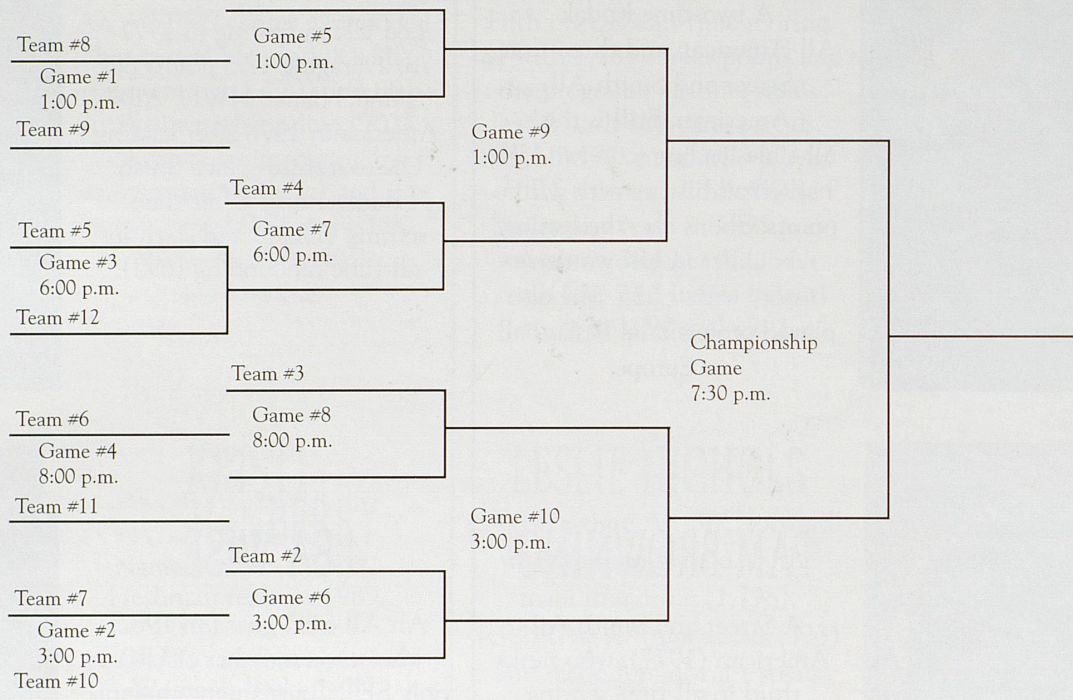 Team #8
Game #1
1:00 p.m.
Team #9
Team #5
Game #3
6:00 p.m.
Team #12
Team #6
Game #4
8:00 p.m.
Team #11
Team #7
Game #2
3:00 p.m.
Team #10
Game #5
1:00 p.m.
Team #4
Game #7
6:00 p.m.
Team #3
Game #8
8:00 p.m.
Team #2
Game #6
3:00 p.m.
Game #9
1:00 p.m.
Game #10
3:00 p.m.
Championship
Game
7:30 p.m.